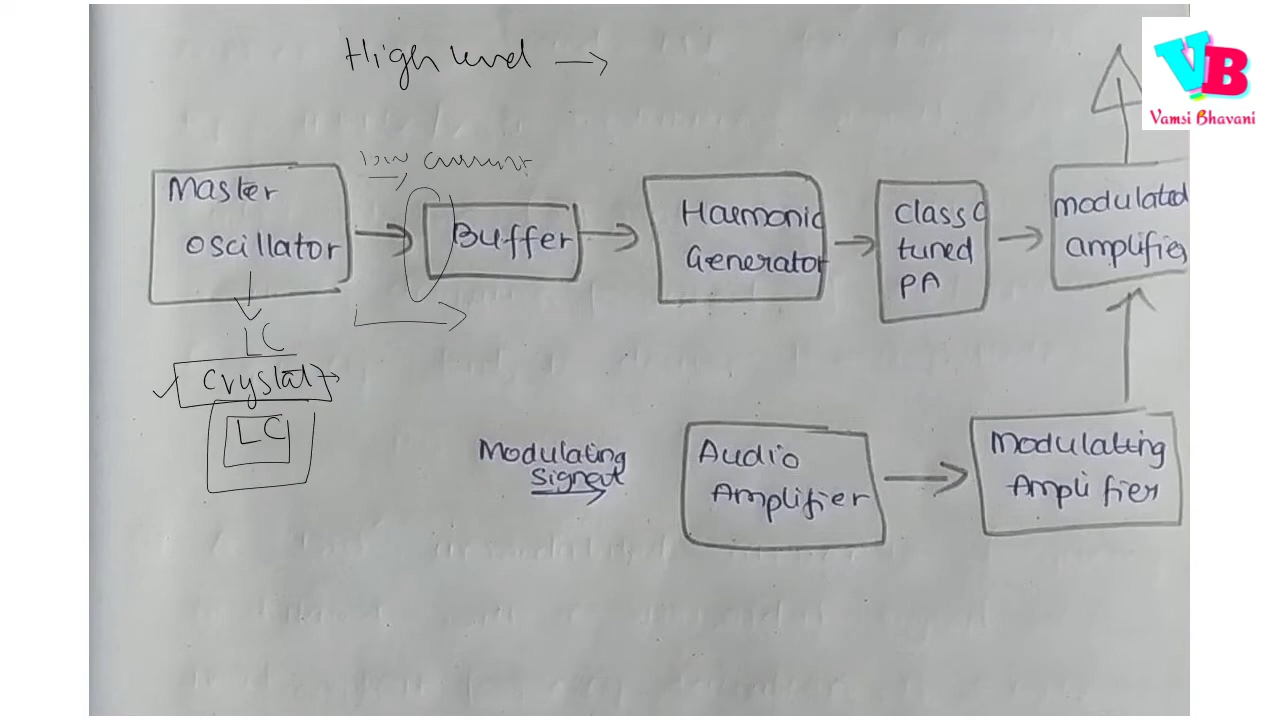 High level →
VB
Vamsi Bhavani
low current
Master
Oscillator
Buffer
Harmonic
Generator
Class C
tuned
PA
modulated
amplifier
LC
Crystal
LC
Modulating
Signal
Audio
Amplifier
Modulating
Amplifier